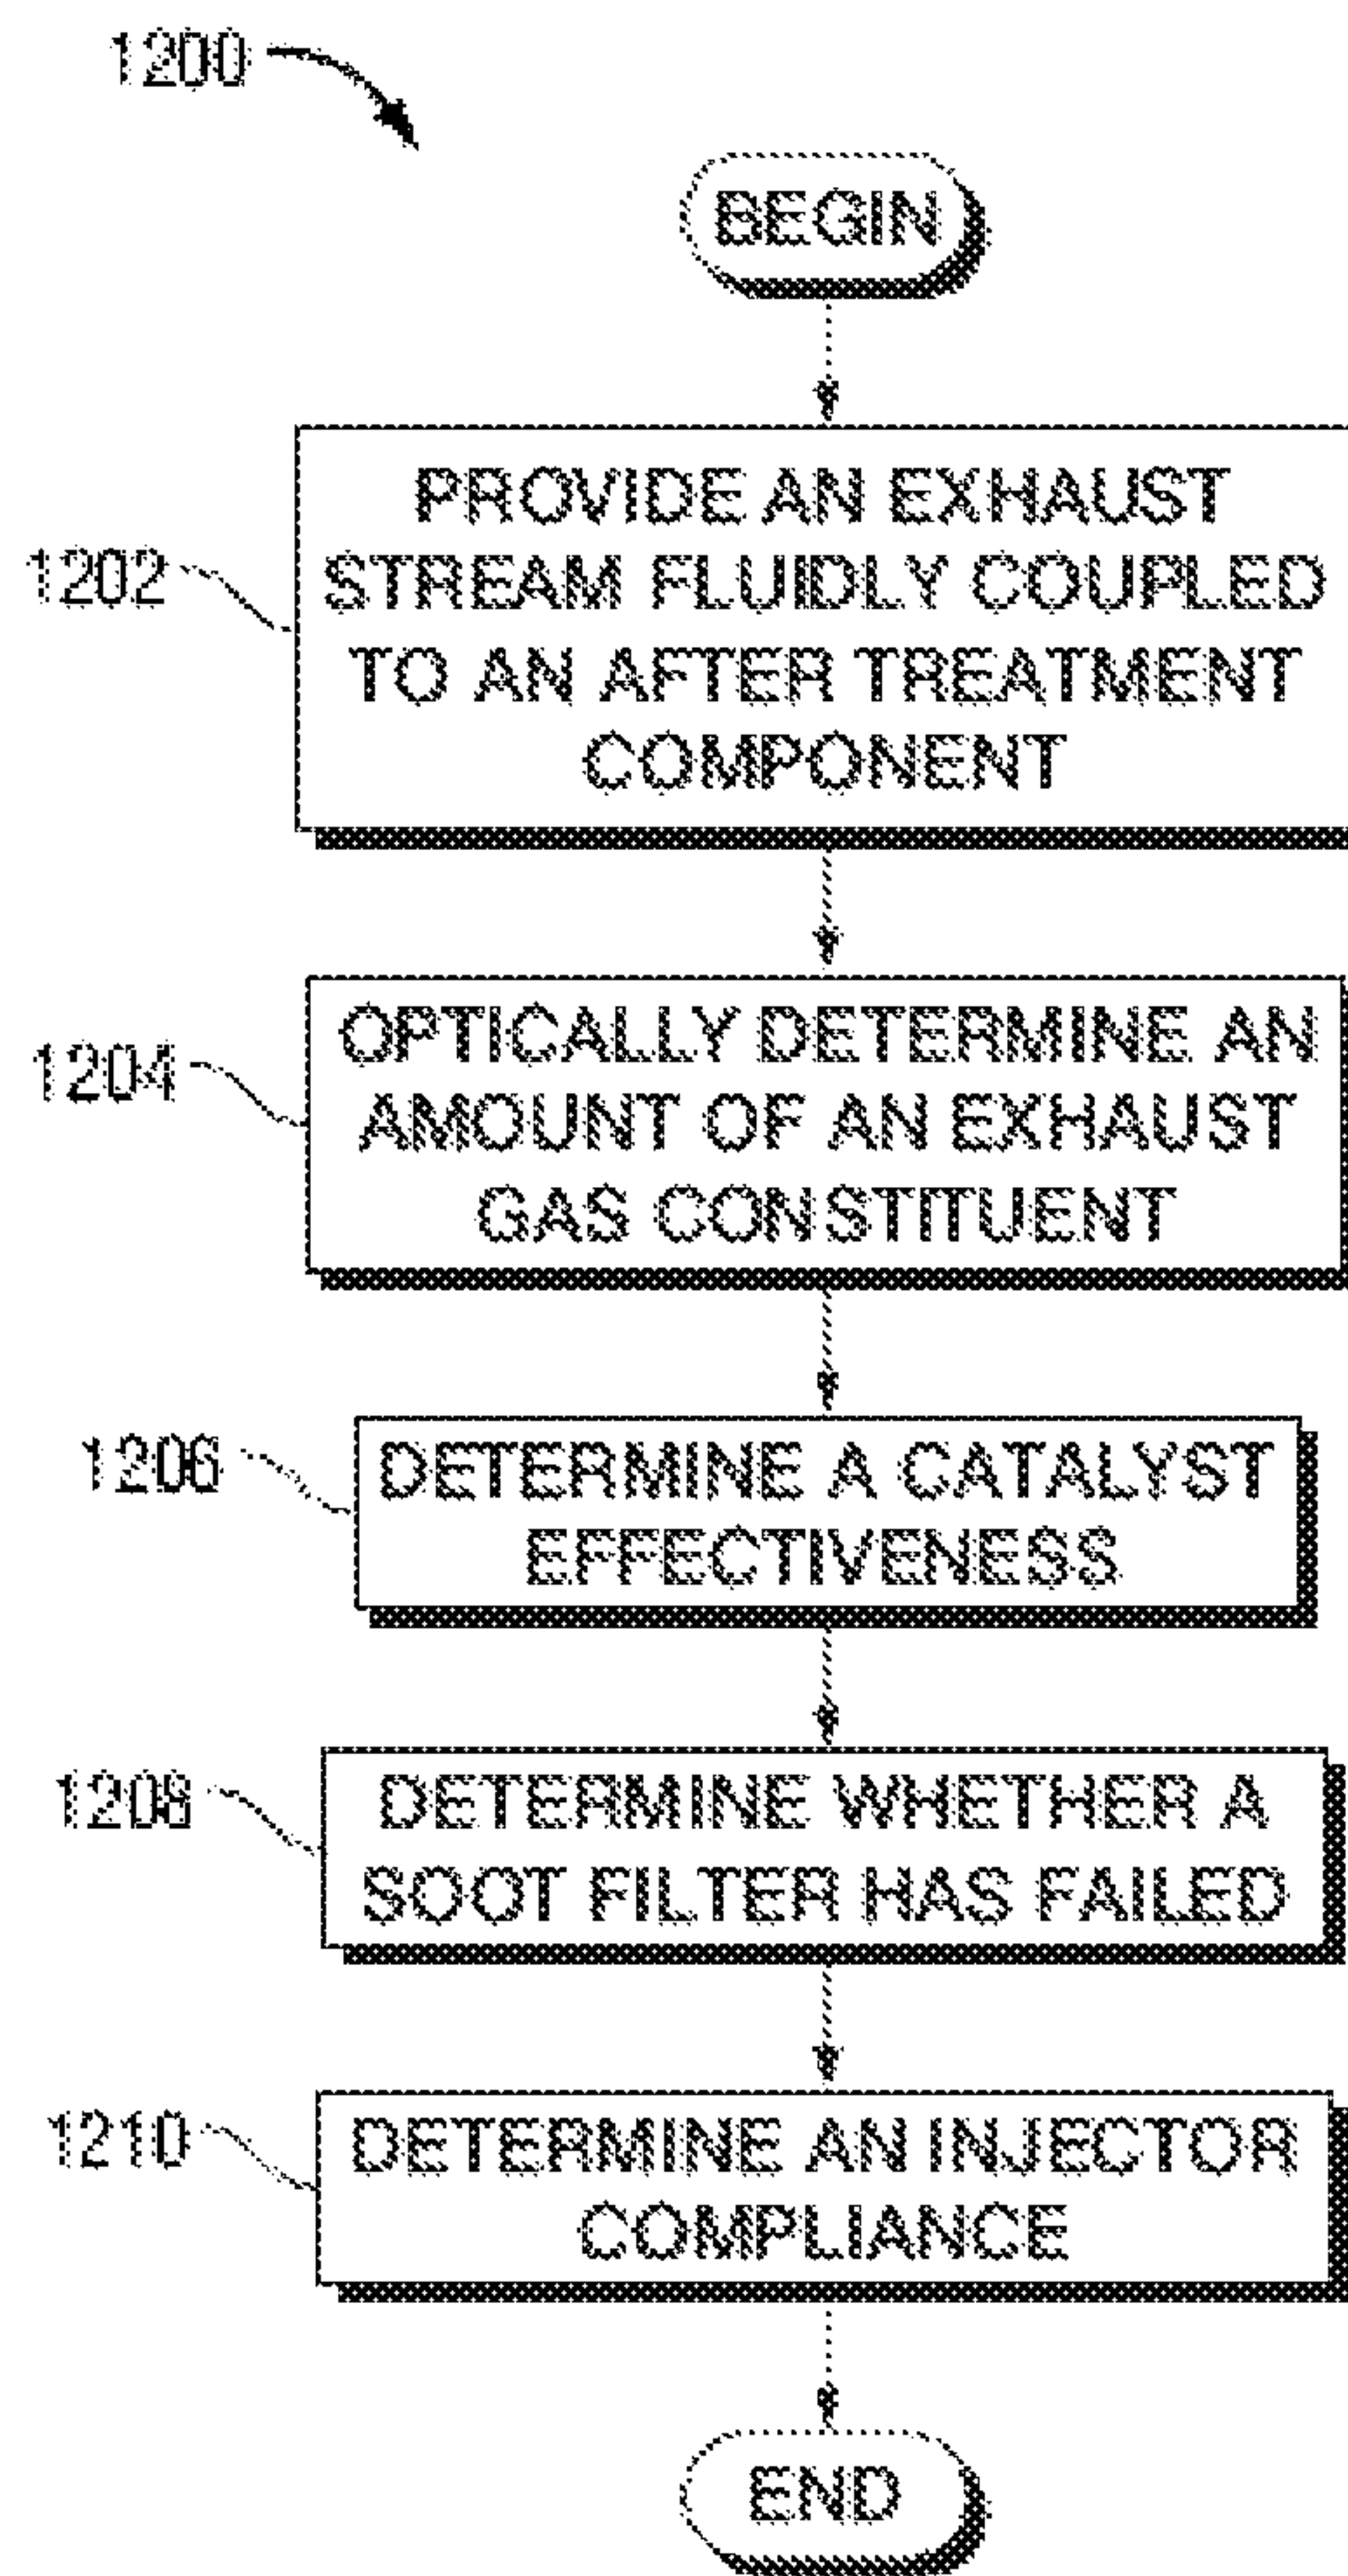 1200
BEGIN
1202
PROVIDE AN EXHAUST
STREAM FLUIDLY COUPLED
TO AN AFTER TREATMENT
COMPONENT
1204
OPTICALLY DETERMINE AN
AMOUNT OF AN EXHAUST
GAS CONSTITUENT
1206
DETERMINE A CATALYST
EFFECTIVENESS
1208
DETERMINE WHETHER A
SOOT FILTER HAS FAILED
1210
DETERMINE AN INJECTOR
COMPLIANCE
END